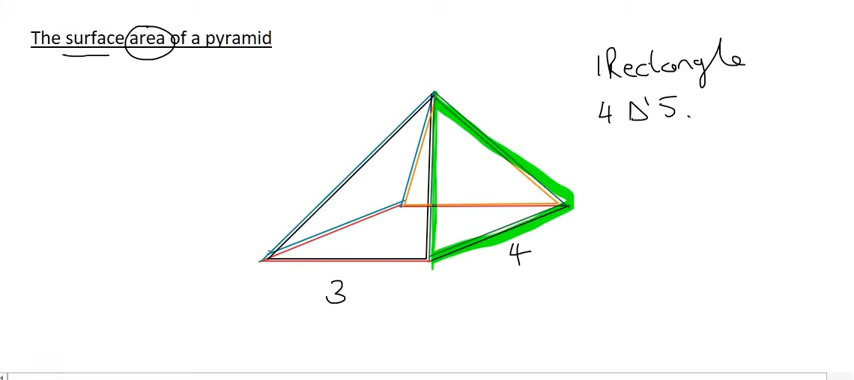 The surface area of a pyramid
1 Rectangle
4 Δ'S.
4
3